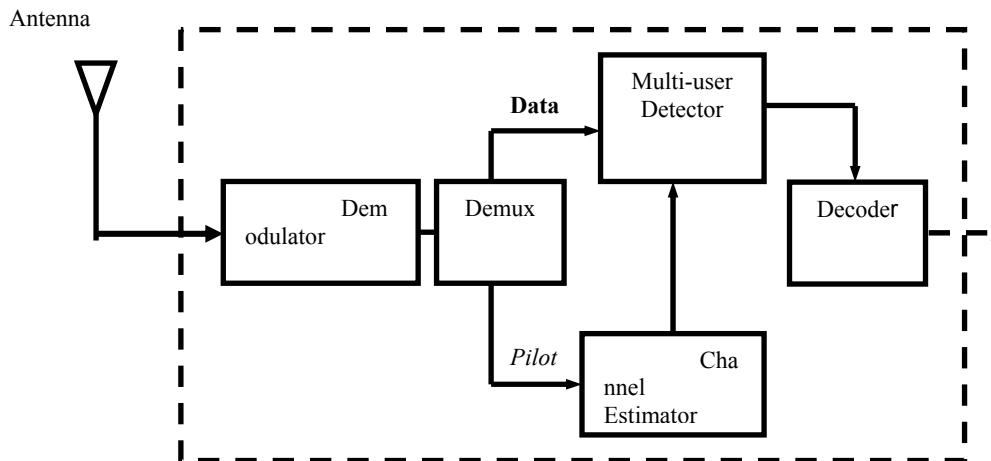 Antenna
Multi-user
Detector
Data
Dem
odulator
Demux
Decoder
Pilot
Cha
nnel
Estimator